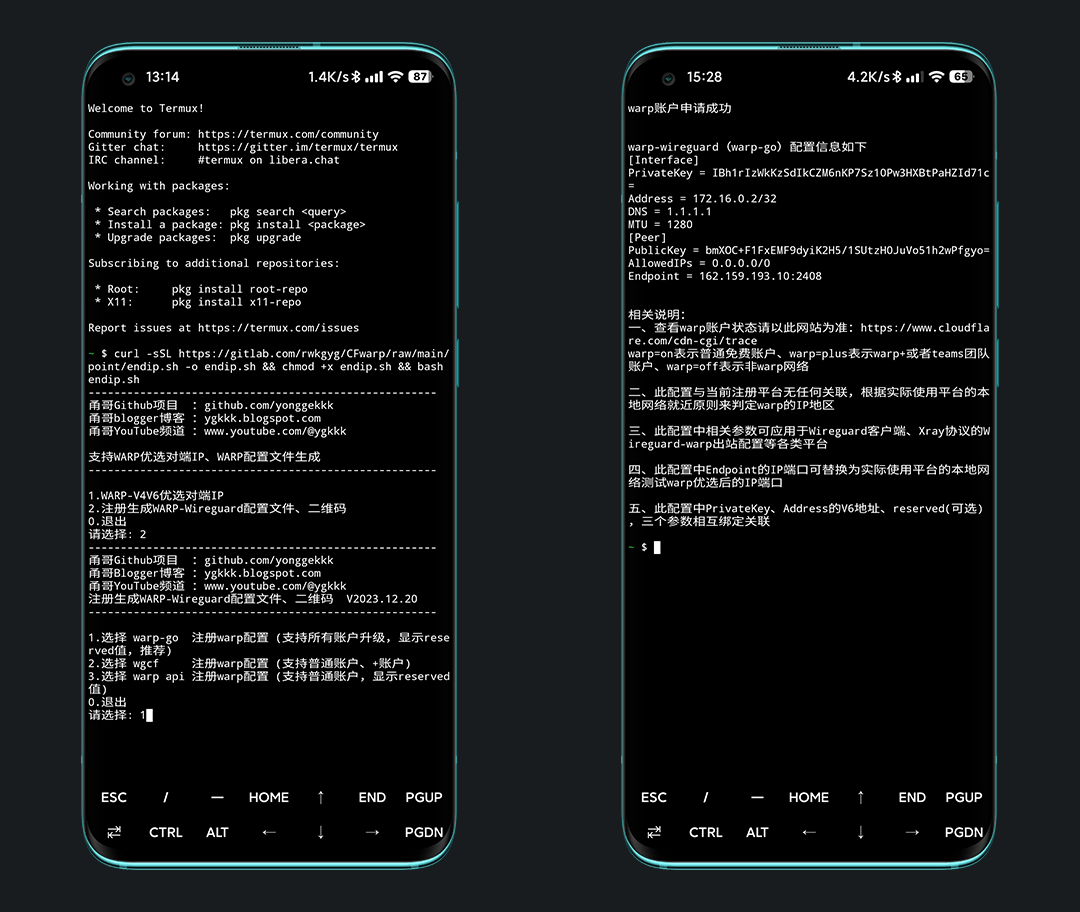 13:14
1.4K/s
87
Welcome to Termux!
Community forum: https://termux.com/community
Gitter chat:     https://gitter.im/termux/termux
IRC channel:     #termux on libera.chat
Working with packages:
* Search packages:   pkg search <query>
* Install a package: pkg install <package>
* Upgrade packages:  pkg upgrade
Subscribing to additional repositories:
* Root:     pkg install root-repo
* X11:      pkg install x11-repo
Report issues at https://termux.com/issues
~ $ curl -sSL https://gitlab.com/rwkgyg/CFwarp/raw/main/
point/endip.sh -o endip.sh && chmod +x endip.sh && bash
endip.sh
------------------------------------------------------
甬哥Github项目  : github.com/yonggekkk
甬哥blogger博客 : ygkkk.blogspot.com
甬哥YouTube频道 : www.youtube.com/@ygkkk
支持WARP优选对端IP、WARP配置文件生成
------------------------------------------------------
1.WARP-V4V6优选对端IP
2.注册生成WARP-Wireguard配置文件、二维码
0.退出
请选择: 2
------------------------------------------------------
甬哥Github项目  : github.com/yonggekkk
甬哥Blogger博客 : ygkkk.blogspot.com
甬哥YouTube频道 : www.youtube.com/@ygkkk
注册生成WARP-Wireguard配置文件、二维码  V2023.12.20
------------------------------------------------------
1.选择 warp-go  注册warp配置 (支持所有账户升级，显示rese
rved值，推荐)
2.选择 wgcf     注册warp配置 (支持普通账户、+账户)
3.选择 warp api 注册warp配置 (支持普通账户，显示reserved
值)
0.退出
请选择: 1
ESC / — HOME ↑ END PGUP
⇄ CTRL ALT ← ↓ → PGDN
15:28
4.2K/s
65
warp账户申请成功
warp-wireguard（warp-go）配置信息如下
[Interface]
PrivateKey = IBh1rIzWkKzSdIkCZM6nKP7Sz1OPw3HXBtPaHZId71c
=
Address = 172.16.0.2/32
DNS = 1.1.1.1
MTU = 1280
[Peer]
PublicKey = bmXOC+F1FxEMF9dyiK2H5/1SUtzH0JuVo51h2wPfgyo=
AllowedIPs = 0.0.0.0/0
Endpoint = 162.159.193.10:2408
相关说明：
一、查看warp账户状态请以此网站为准：https://www.cloudfla
re.com/cdn-cgi/trace
warp=on表示普通免费账户、warp=plus表示warp+或者teams团队
账户、warp=off表示非warp网络
二、此配置与当前注册平台无任何关联，根据实际使用平台的本
地网络就近原则来判定warp的IP地区
三、此配置中相关参数可应用于Wireguard客户端、Xray协议的W
ireguard-warp出站配置等各类平台
四、此配置中Endpoint的IP端口可替换为实际使用平台的本地网
络测试warp优选后的IP端口
五、此配置中PrivateKey、Address的V6地址、reserved(可选)
，三个参数相互绑定关联
~ $
ESC / — HOME ↑ END PGUP
⇄ CTRL ALT ← ↓ → PGDN